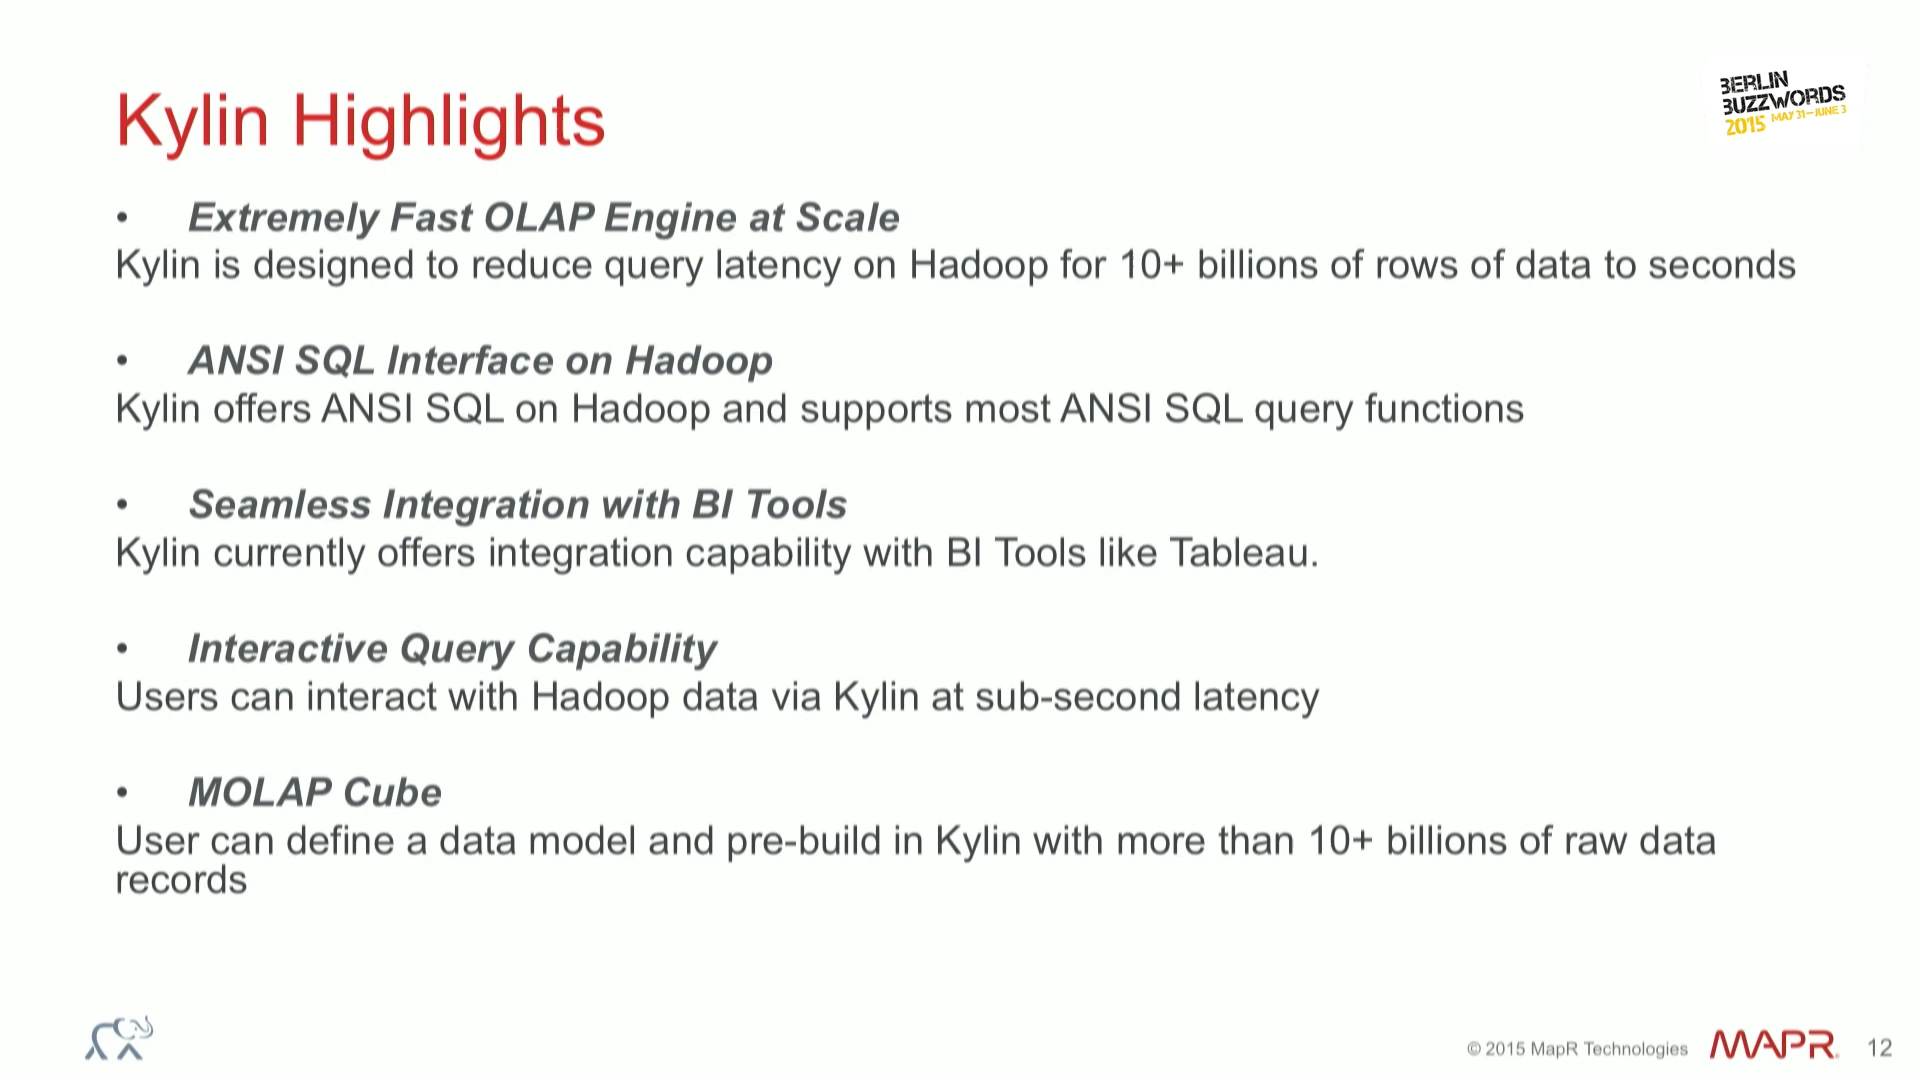 Kylin Highlights
BERLIN
BUZZWORDS
2015 MAY 31-JUNE 3
• Extremely Fast OLAP Engine at Scale
Kylin is designed to reduce query latency on Hadoop for 10+ billions of rows of data to seconds
• ANSI SQL Interface on Hadoop
Kylin offers ANSI SQL on Hadoop and supports most ANSI SQL query functions
• Seamless Integration with BI Tools
Kylin currently offers integration capability with BI Tools like Tableau.
• Interactive Query Capability
Users can interact with Hadoop data via Kylin at sub-second latency
• MOLAP Cube
User can define a data model and pre-build in Kylin with more than 10+ billions of raw data
records
© 2015 MapR Technologies MAPR 12